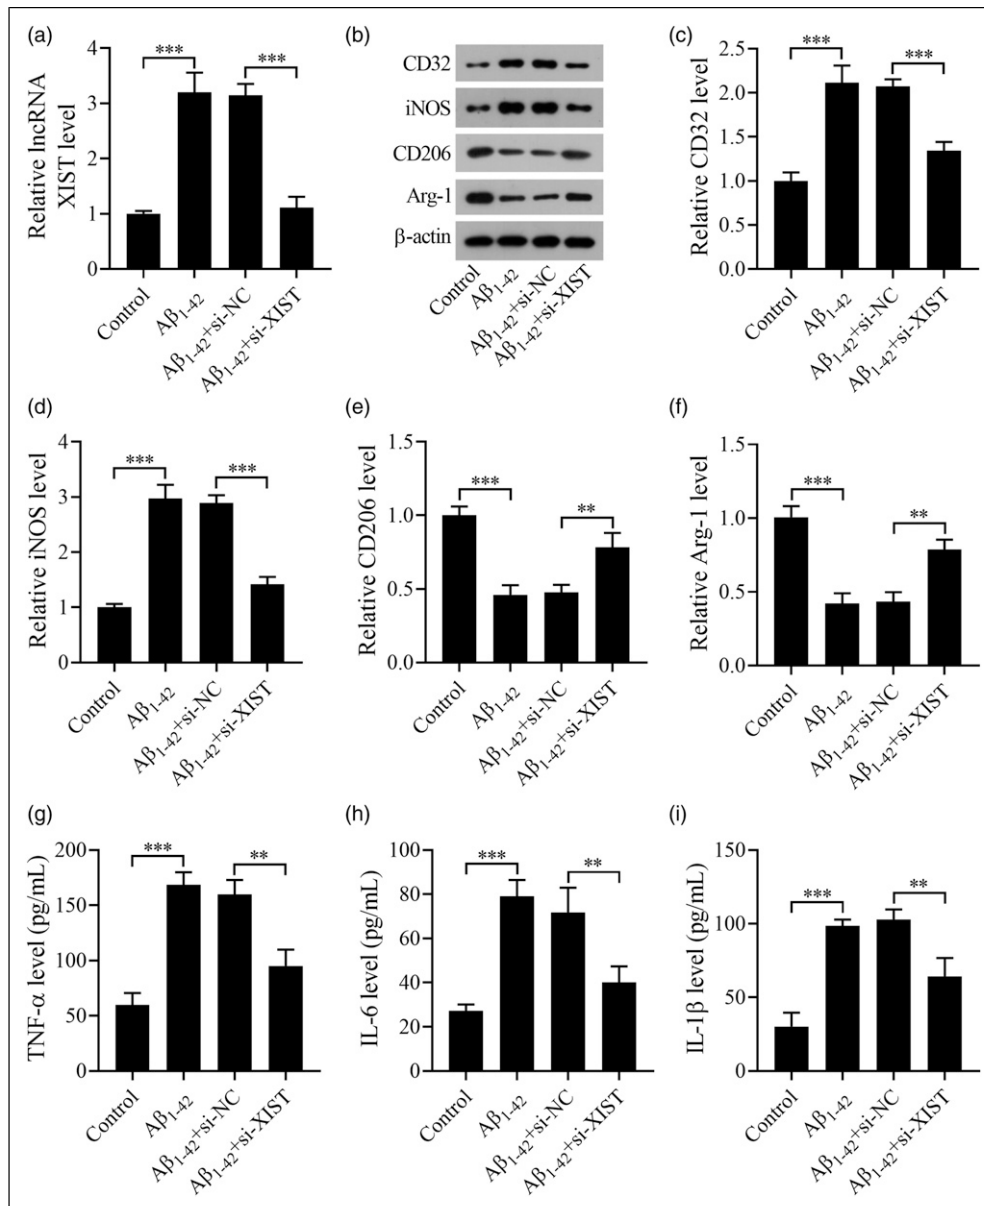 (a)
Relative lncRNA
XIST level
4
3
2
1
0
***
***
Control
Aβ1-42
Aβ1-42+si-NC
Aβ1-42+si-XIST
(b)
CD32
iNOS
CD206
Arg-1
β-actin
Control
Aβ1-42
Aβ1-42+si-NC
Aβ1-42+si-XIST
(c)
Relative CD32 level
2.5
2.0
1.5
1.0
0.5
0.0
***
***
Control
Aβ1-42
Aβ1-42+si-NC
Aβ1-42+si-XIST
(d)
Relative iNOS level
4
3
2
1
0
***
***
Control
Aβ1-42
Aβ1-42+si-NC
Aβ1-42+si-XIST
(e)
Relative CD206 level
1.5
1.0
0.5
0.0
***
**
Control
Aβ1-42
Aβ1-42+si-NC
Aβ1-42+si-XIST
(f)
Relative Arg-1 level
1.5
1.0
0.5
0.0
***
**
Control
Aβ1-42
Aβ1-42+si-NC
Aβ1-42+si-XIST
(g)
TNF-α level (pg/mL)
200
150
100
50
0
***
**
Control
Aβ1-42
Aβ1-42+si-NC
Aβ1-42+si-XIST
(h)
IL-6 level (pg/mL)
100
80
60
40
20
0
***
**
Control
Aβ1-42
Aβ1-42+si-NC
Aβ1-42+si-XIST
(i)
IL-1β level (pg/mL)
150
100
50
0
***
**
Control
Aβ1-42
Aβ1-42+si-NC
Aβ1-42+si-XIST